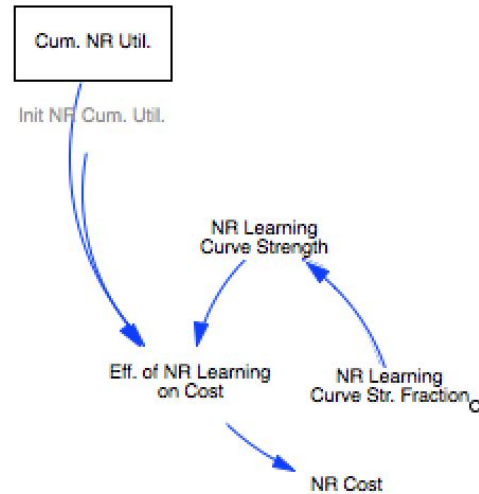 Cum. NR Util.
Init NR Cum. Util.
NR Learning
Curve Strength
Eff. of NR Learning
on Cost
NR Learning
Curve Str. Fraction
NR Cost